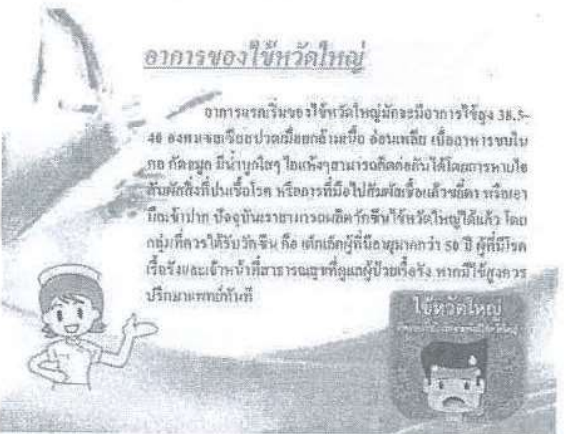 อาการของไข้หวัดใหญ่
อาการแรกเริ่มของไข้หวัดใหญ่มักจะมีอาการไข้สูง 38.5-
40 องศาเซลเซียสปวดเมื่อยกล้ามเนื้อ อ่อนเพลีย เบื่ออาหารขมใน
คอ คัดจมูก มีน้ำมูกใสๆ ไอแห้งๆสามารถติดต่อกันได้โดยการหายใจ
สัมผัสสิ่งที่ปนเชื้อโรค หรือการที่มือไปสัมผัสเชื้อแล้วขยี้ตา หรือเอา
มือเข้าปาก ปัจจุบันเราสามารถผลิตวัคซีนไข้หวัดใหญ่ได้แล้ว โดย
กลุ่มที่ควรได้รับวัคซีน คือ เด็กเล็กผู้ที่มีอายุมากกว่า 50 ปี ผู้ที่มีโรค
เรื้อรังและเจ้าหน้าที่สาธารณสุขที่ดูแลผู้ป่วยเรื้อรัง หากมีไข้สูงควร
ปรึกษาแพทย์ทันที
ไข้หวัดใหญ่